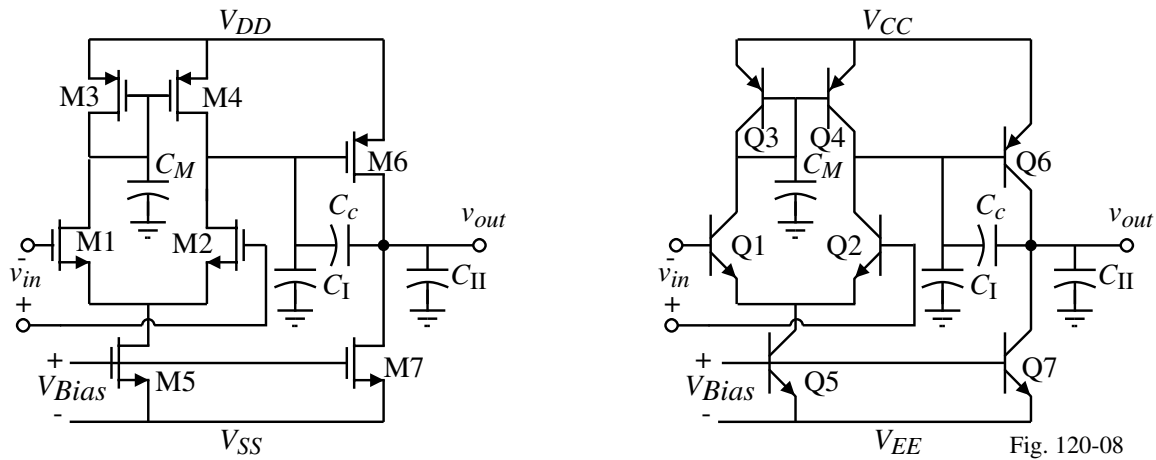 VDD
M3
M4
CM
M6
M1
M2
Cc
vout
-
vin
+
CI
CII
+
VBias
-
M5
M7
VSS
VCC
Q3
Q4
CM
Q6
Q1
Q2
Cc
vout
-
vin
+
CI
CII
+
VBias
-
Q5
Q7
VEE
Fig. 120-08